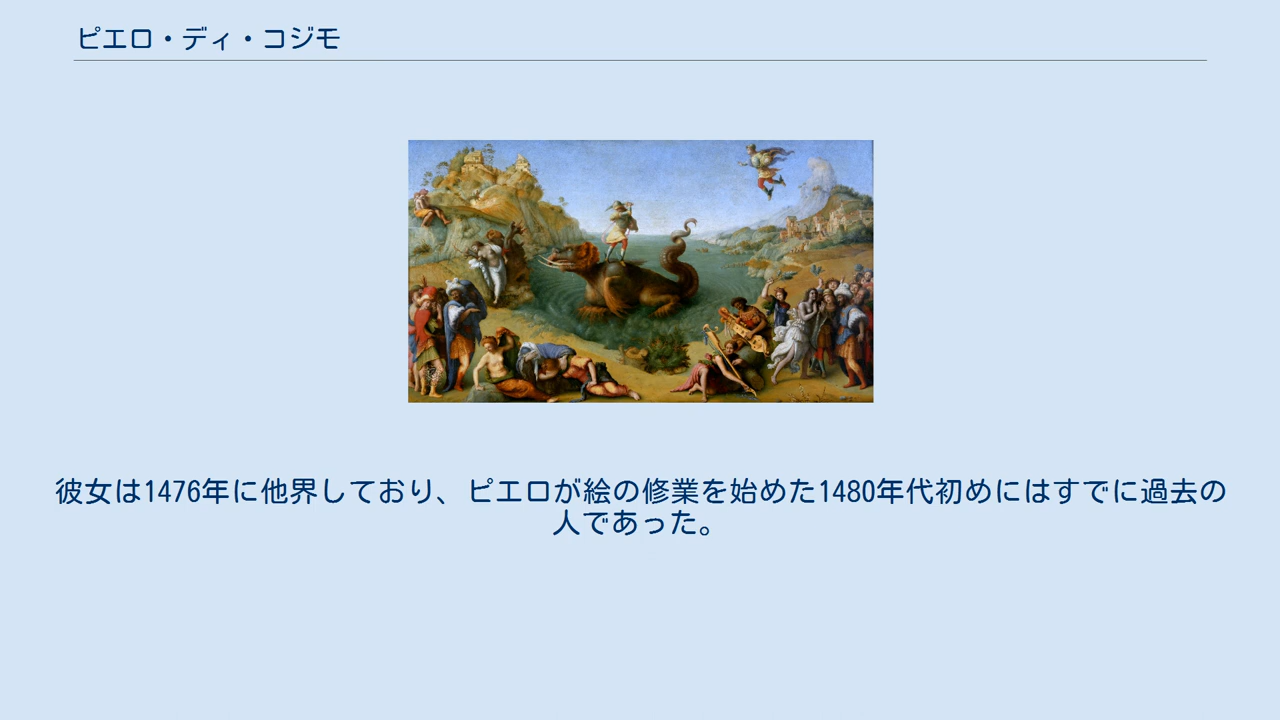 ピエロ・ディ・コジモ
彼女は1476年に他界しており、ピエロが絵の修業を始めた1480年代初めにはすでに過去の
人であった。